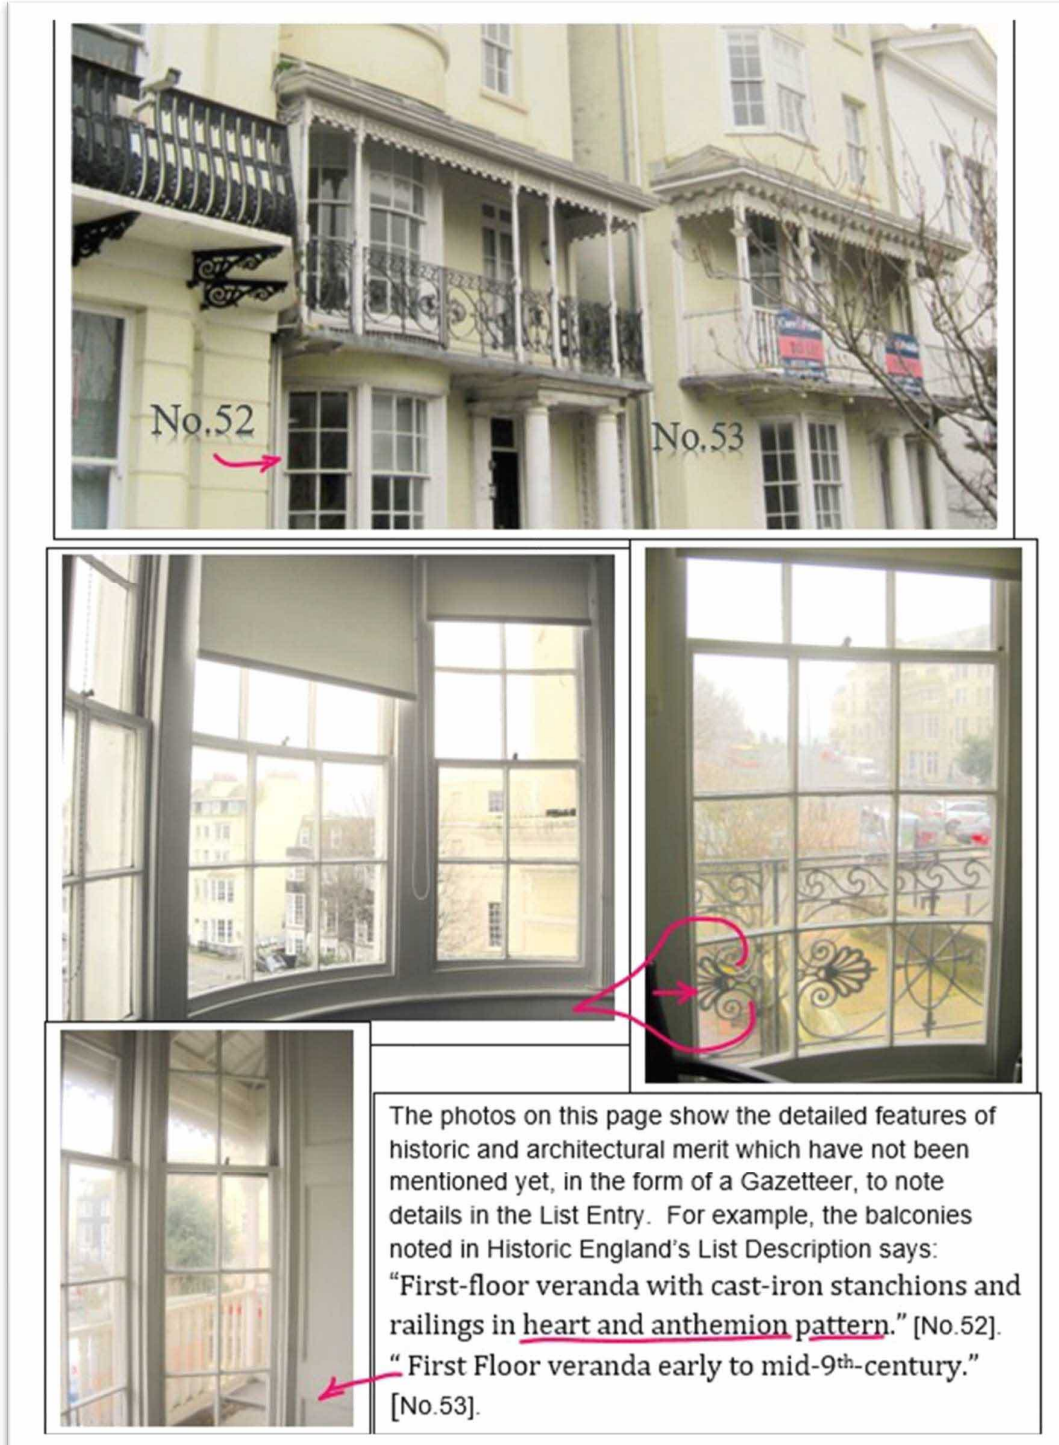 No.52
No.53
TO LET
The photos on this page show the detailed features of
historic and architectural merit which have not been
mentioned yet, in the form of a Gazetteer, to note
details in the List Entry. For example, the balconies
noted in Historic England’s List Description says:
“First-floor veranda with cast-iron stanchions and
railings in heart and anthemion pattern.” [No.52].
“ First Floor veranda early to mid-9th-century.”
[No.53].